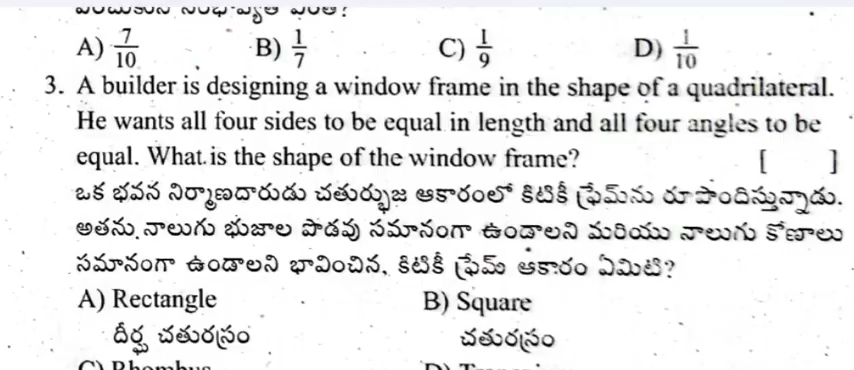 A) 7/10 B) 1/7 C) 1/9 D) 1/10
3. A builder is designing a window frame in the shape of a quadrilateral.
He wants all four sides to be equal in length and all four angles to be
equal. What is the shape of the window frame? [ ]
ఒక భవన నిర్మాణదారుడు చతుర్భుజ ఆకారంలో కిటికీ ఫ్రేమ్‌ను రూపొందిస్తున్నాడు.
అతను నాలుగు భుజాల పొడవు సమానంగా ఉండాలని మరియు నాలుగు కోణాలు
సమానంగా ఉండాలని భావించిన, కిటికీ ఫ్రేమ్ ఆకారం ఏమిటి?
A) Rectangle B) Square
దీర్ఘ చతురస్రం చతురస్రం